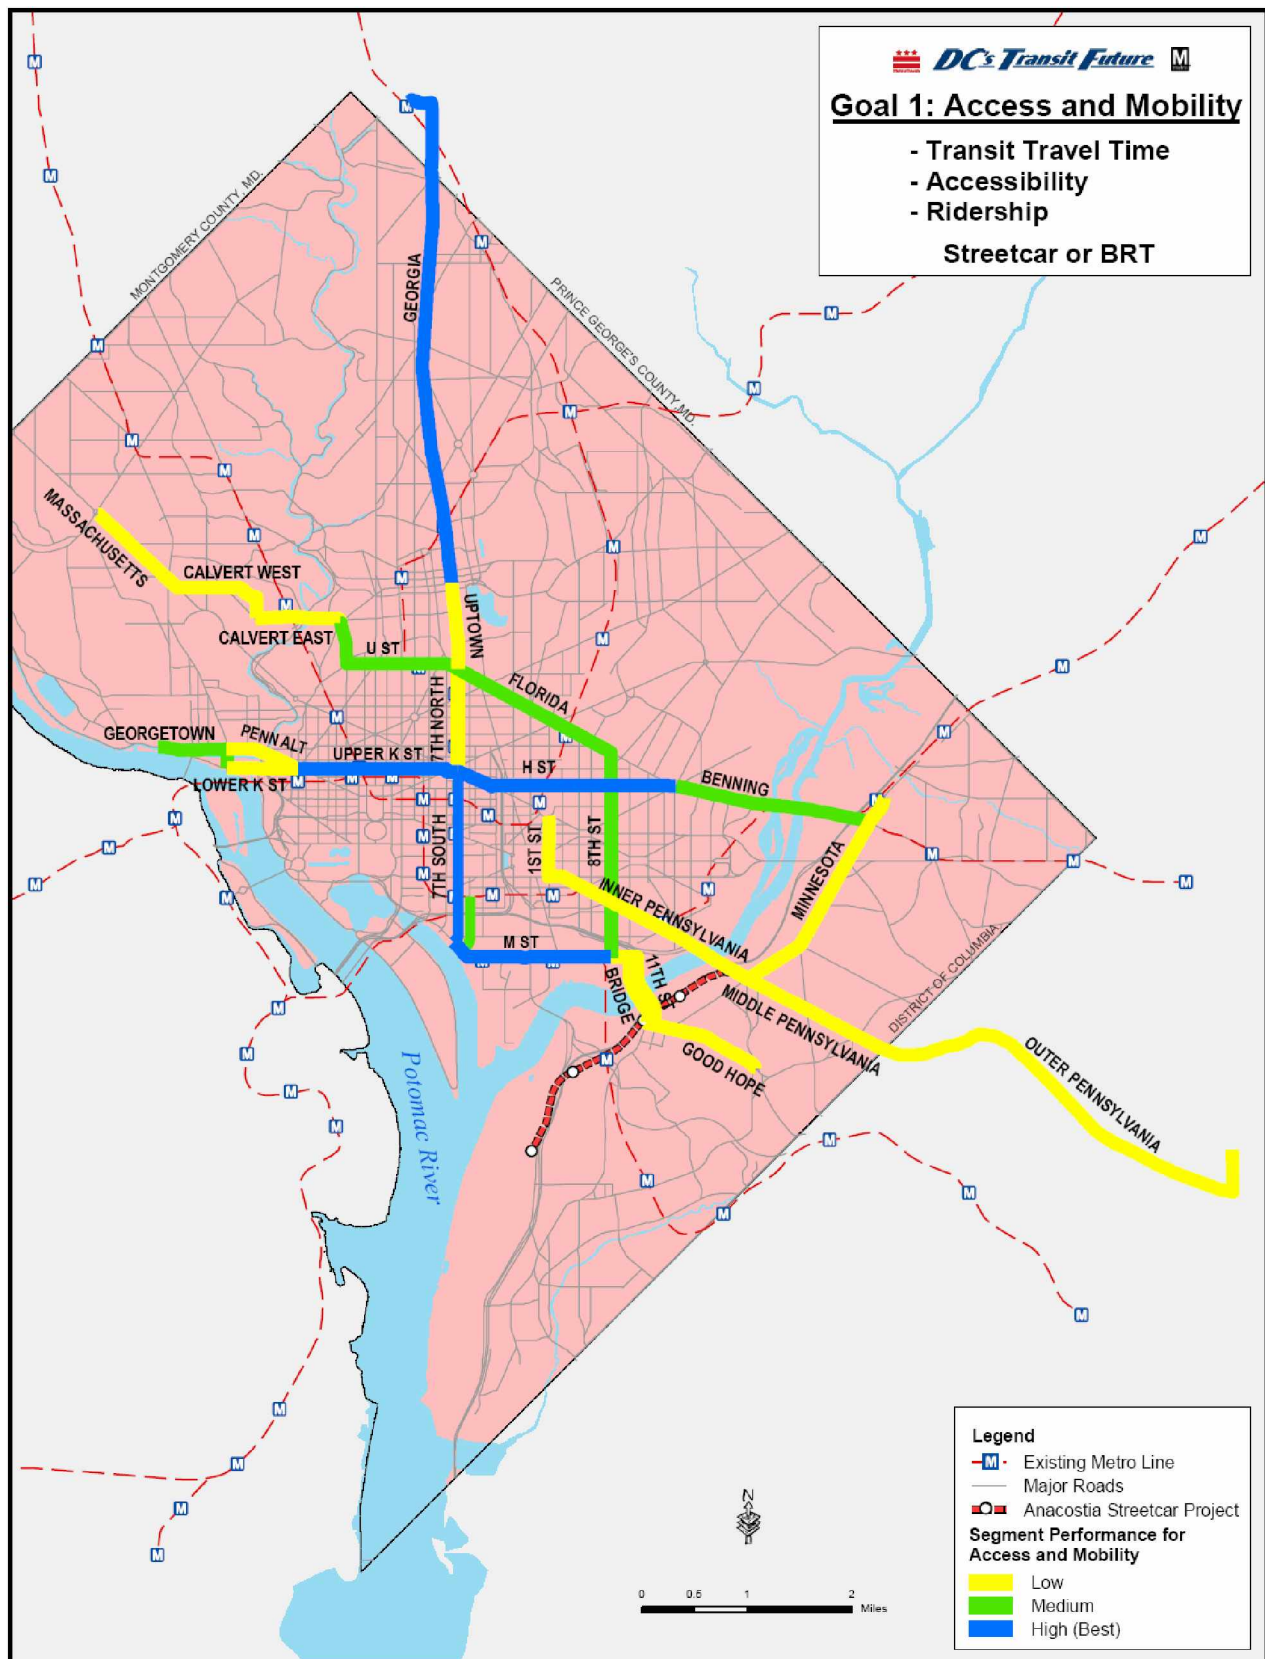 DC's Transit Future M
Goal 1: Access and Mobility
- Transit Travel Time
- Accessibility
- Ridership
Streetcar or BRT
MONTGOMERY COUNTY, MD.
PRINCE GEORGE'S COUNTY, MD.
GEORGIA
MASSACHUSETTS
CALVERT WEST
CALVERT EAST
UPTOWN
U ST
FLORIDA
7TH NORTH
GEORGETOWN
PENN ALT
UPPER K ST
LOWER K ST
H ST
BENNING
7TH SOUTH
1ST ST
8TH ST
MINNESOTA
INNER PENNSYLVANIA
M ST
11TH ST
BRIDGE
MIDDLE PENNSYLVANIA
DISTRICT OF COLUMBIA
GOOD HOPE
OUTER PENNSYLVANIA
Potomac River
Legend
M Existing Metro Line
Major Roads
Anacostia Streetcar Project
Segment Performance for
Access and Mobility
Low
Medium
High (Best)
N
0 0.5 1 2
Miles